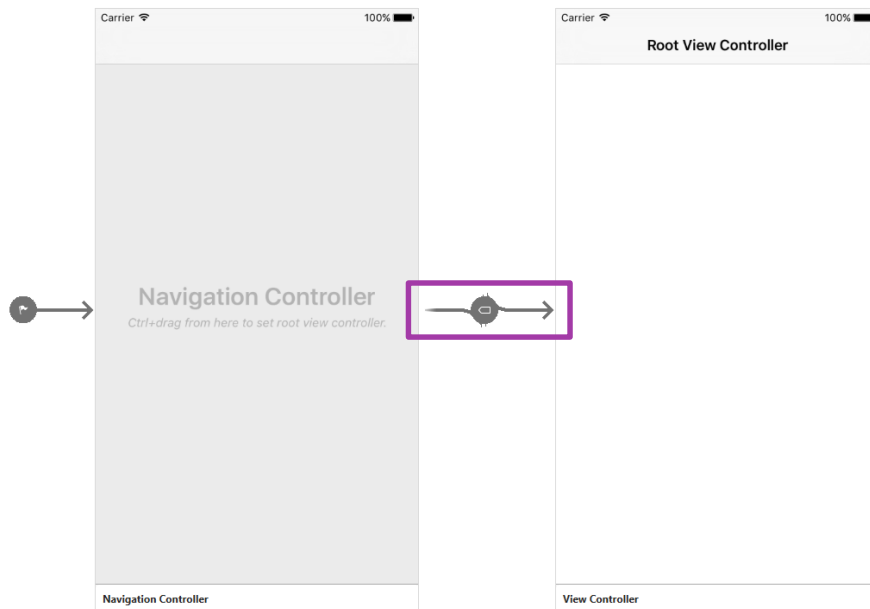 Carrier 100%
Carrier 100%
Root View Controller
Navigation Controller
Ctrl+drag from here to set root view controller.
Navigation Controller
View Controller